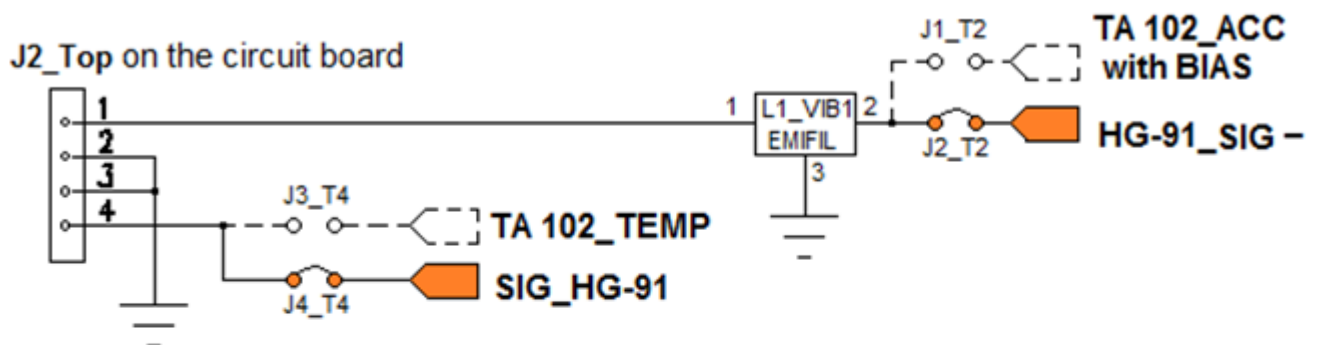 J2_Top on the circuit board
1
2
3
4
1
L1_VIB1
EMIFIL
2
3
J1_T2
TA 102_ACC
with BIAS
J2_T2
HG-91_SIG −
J3_T4
TA 102_TEMP
J4_T4
SIG_HG-91